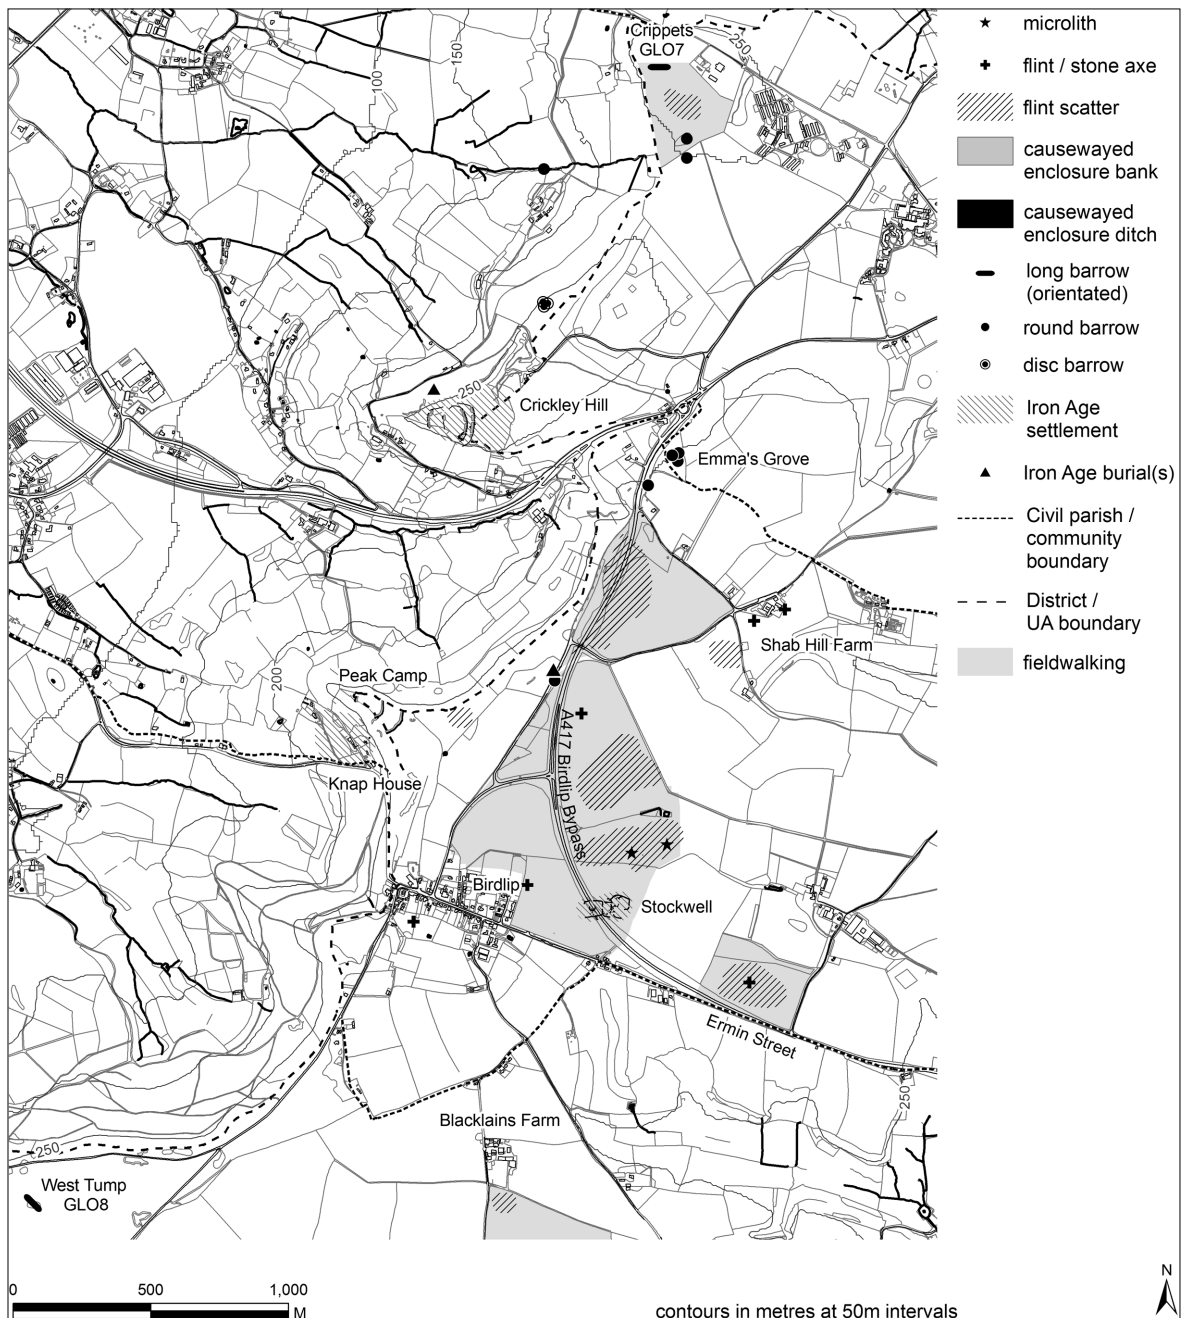 Crippets
GLO7
250
150
100
250
Crickley Hill
Emma's Grove
Shab Hill Farm
200
Peak Camp
Knap House
A417 Birdlip Bypass
Birdlip
Stockwell
Ermin Street
250
Blacklains Farm
250
West Tump
GLO8
microlith
flint / stone axe
flint scatter
causewayed
enclosure bank
causewayed
enclosure ditch
long barrow
(orientated)
round barrow
disc barrow
Iron Age
settlement
Iron Age burial(s)
Civil parish /
community
boundary
District /
UA boundary
fieldwalking
0 500 1,000
M
contours in metres at 50m intervals
N